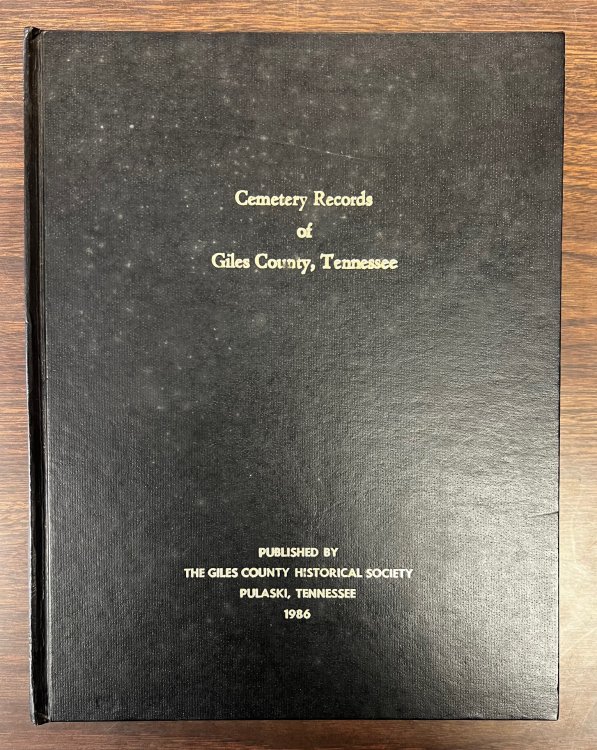 Cemetery Records
of
Giles County, Tennessee
PUBLISHED BY
THE GILES COUNTY HISTORICAL SOCIETY
PULASKI, TENNESSEE
1986